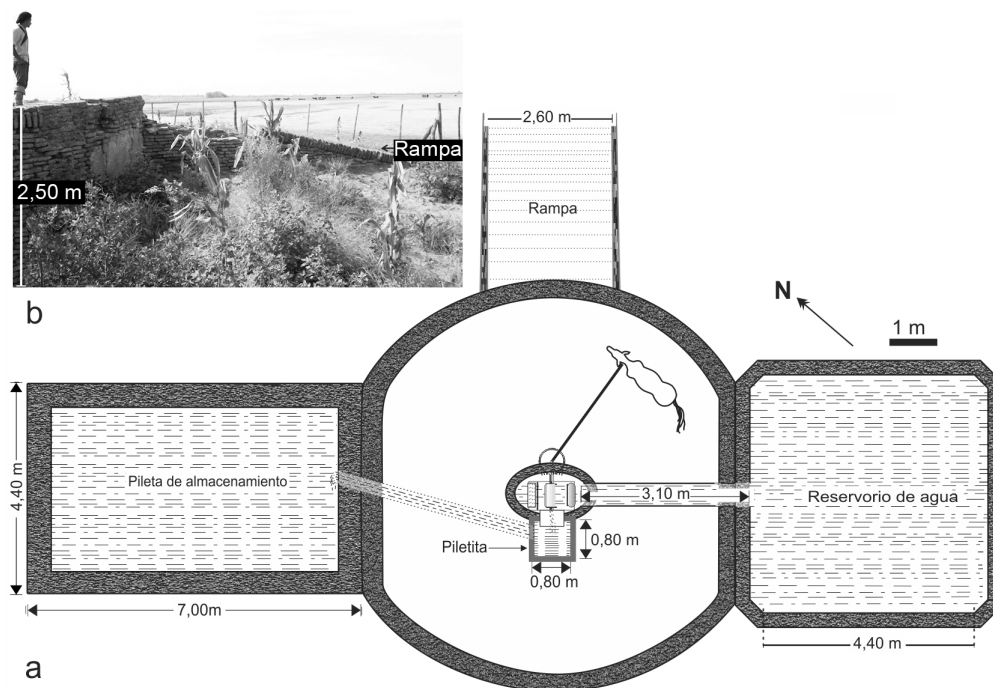 2,50 m
Rampa
b
2,60 m
Rampa
N
1 m
4,40 m
Pileta de almacenamiento
3,10 m
Reservorio de agua
Piletita
0,80 m
0,80 m
7,00m
4,40 m
a